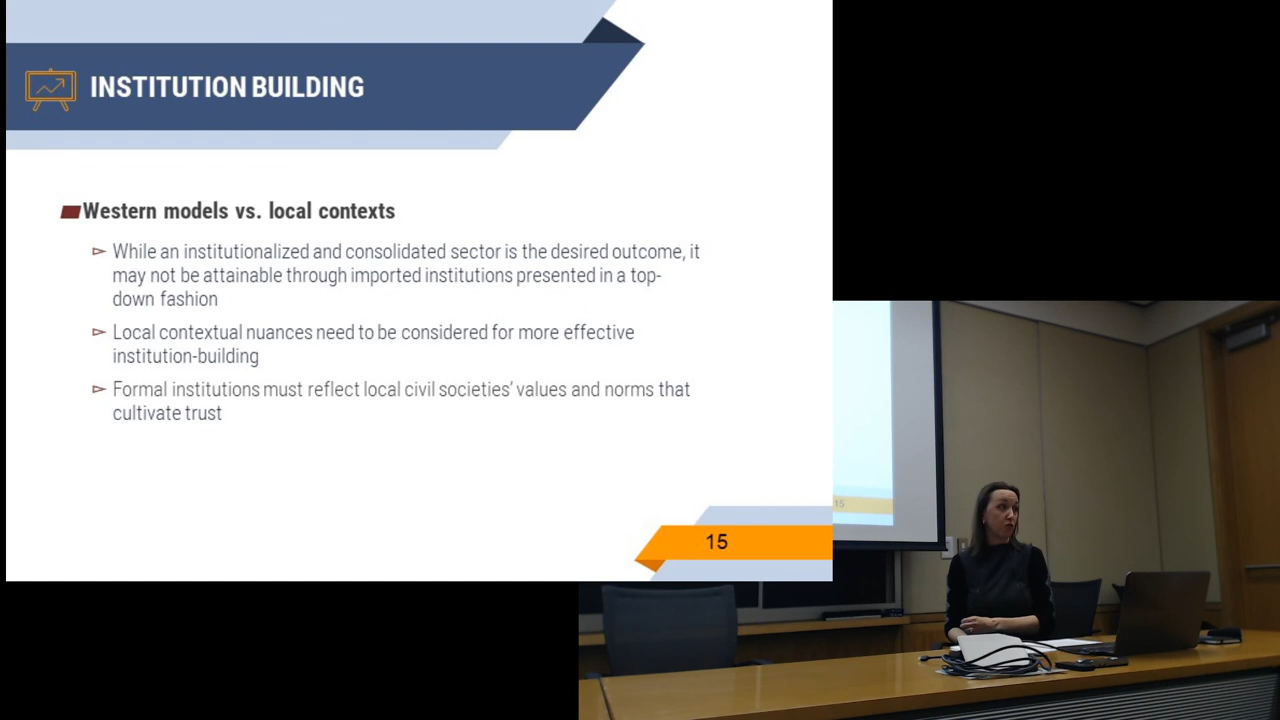 INSTITUTION BUILDING
Western models vs. local contexts
While an institutionalized and consolidated sector is the desired outcome, it
may not be attainable through imported institutions presented in a top-
down fashion
Local contextual nuances need to be considered for more effective
institution-building
Formal institutions must reflect local civil societies’ values and norms that
cultivate trust
15
15